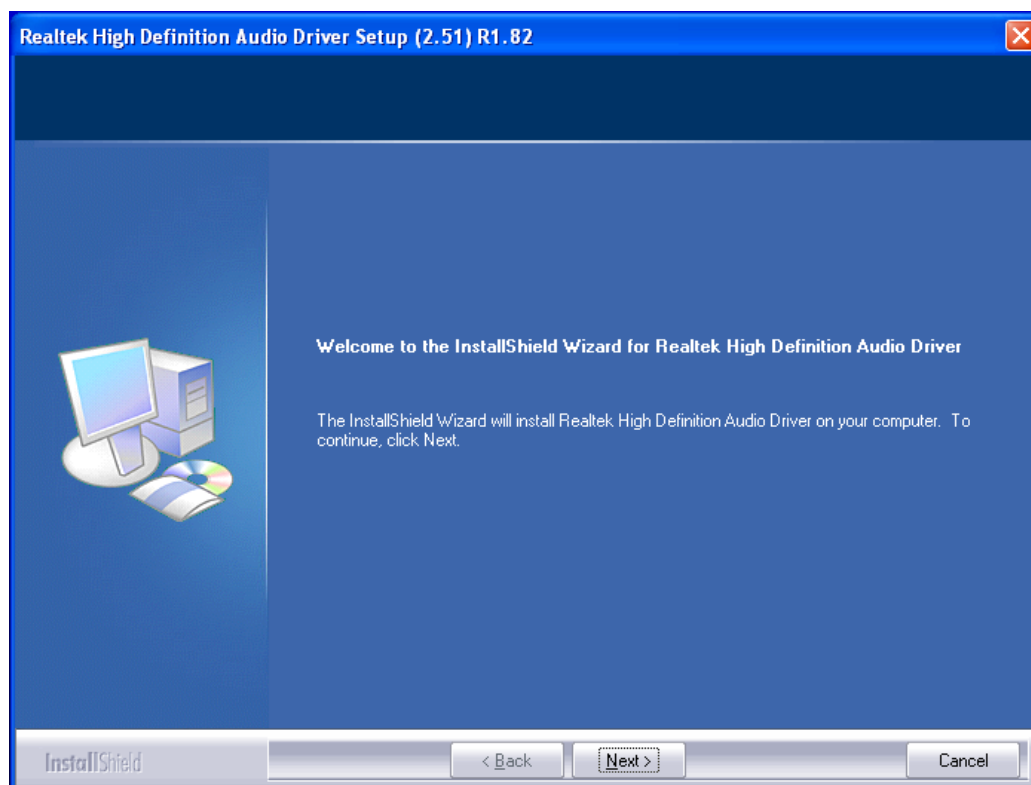 Realtek High Definition Audio Driver Setup (2.51) R1.82
Welcome to the InstallShield Wizard for Realtek High Definition Audio Driver
The InstallShield Wizard will install Realtek High Definition Audio Driver on your computer. To
continue, click Next.
InstallShield
< Back
Next >
Cancel